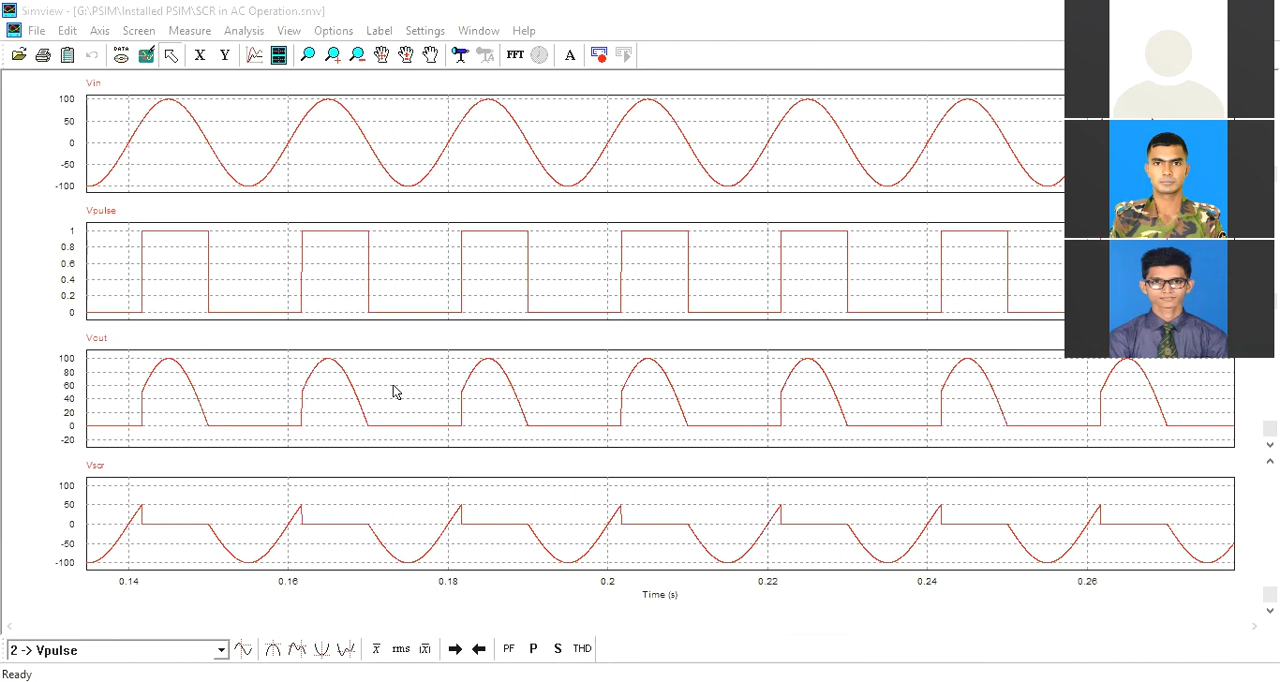 Simview - [G:\PSIM\Installed PSIM\SCR in AC Operation.smv]
File Edit Axis Screen Measure Analysis View Options Label Settings Window Help
DATA X Y FFT A
Vin
100
50
0
-50
-100
Vpulse
1
0.8
0.6
0.4
0.2
0
Vout
100
80
60
40
20
0
-20
Vscr
100
50
0
-50
-100
0.14 0.16 0.18 0.2 0.22 0.24 0.26
Time (s)
2 -> Vpulse x rms |x| PF P S THD
Ready